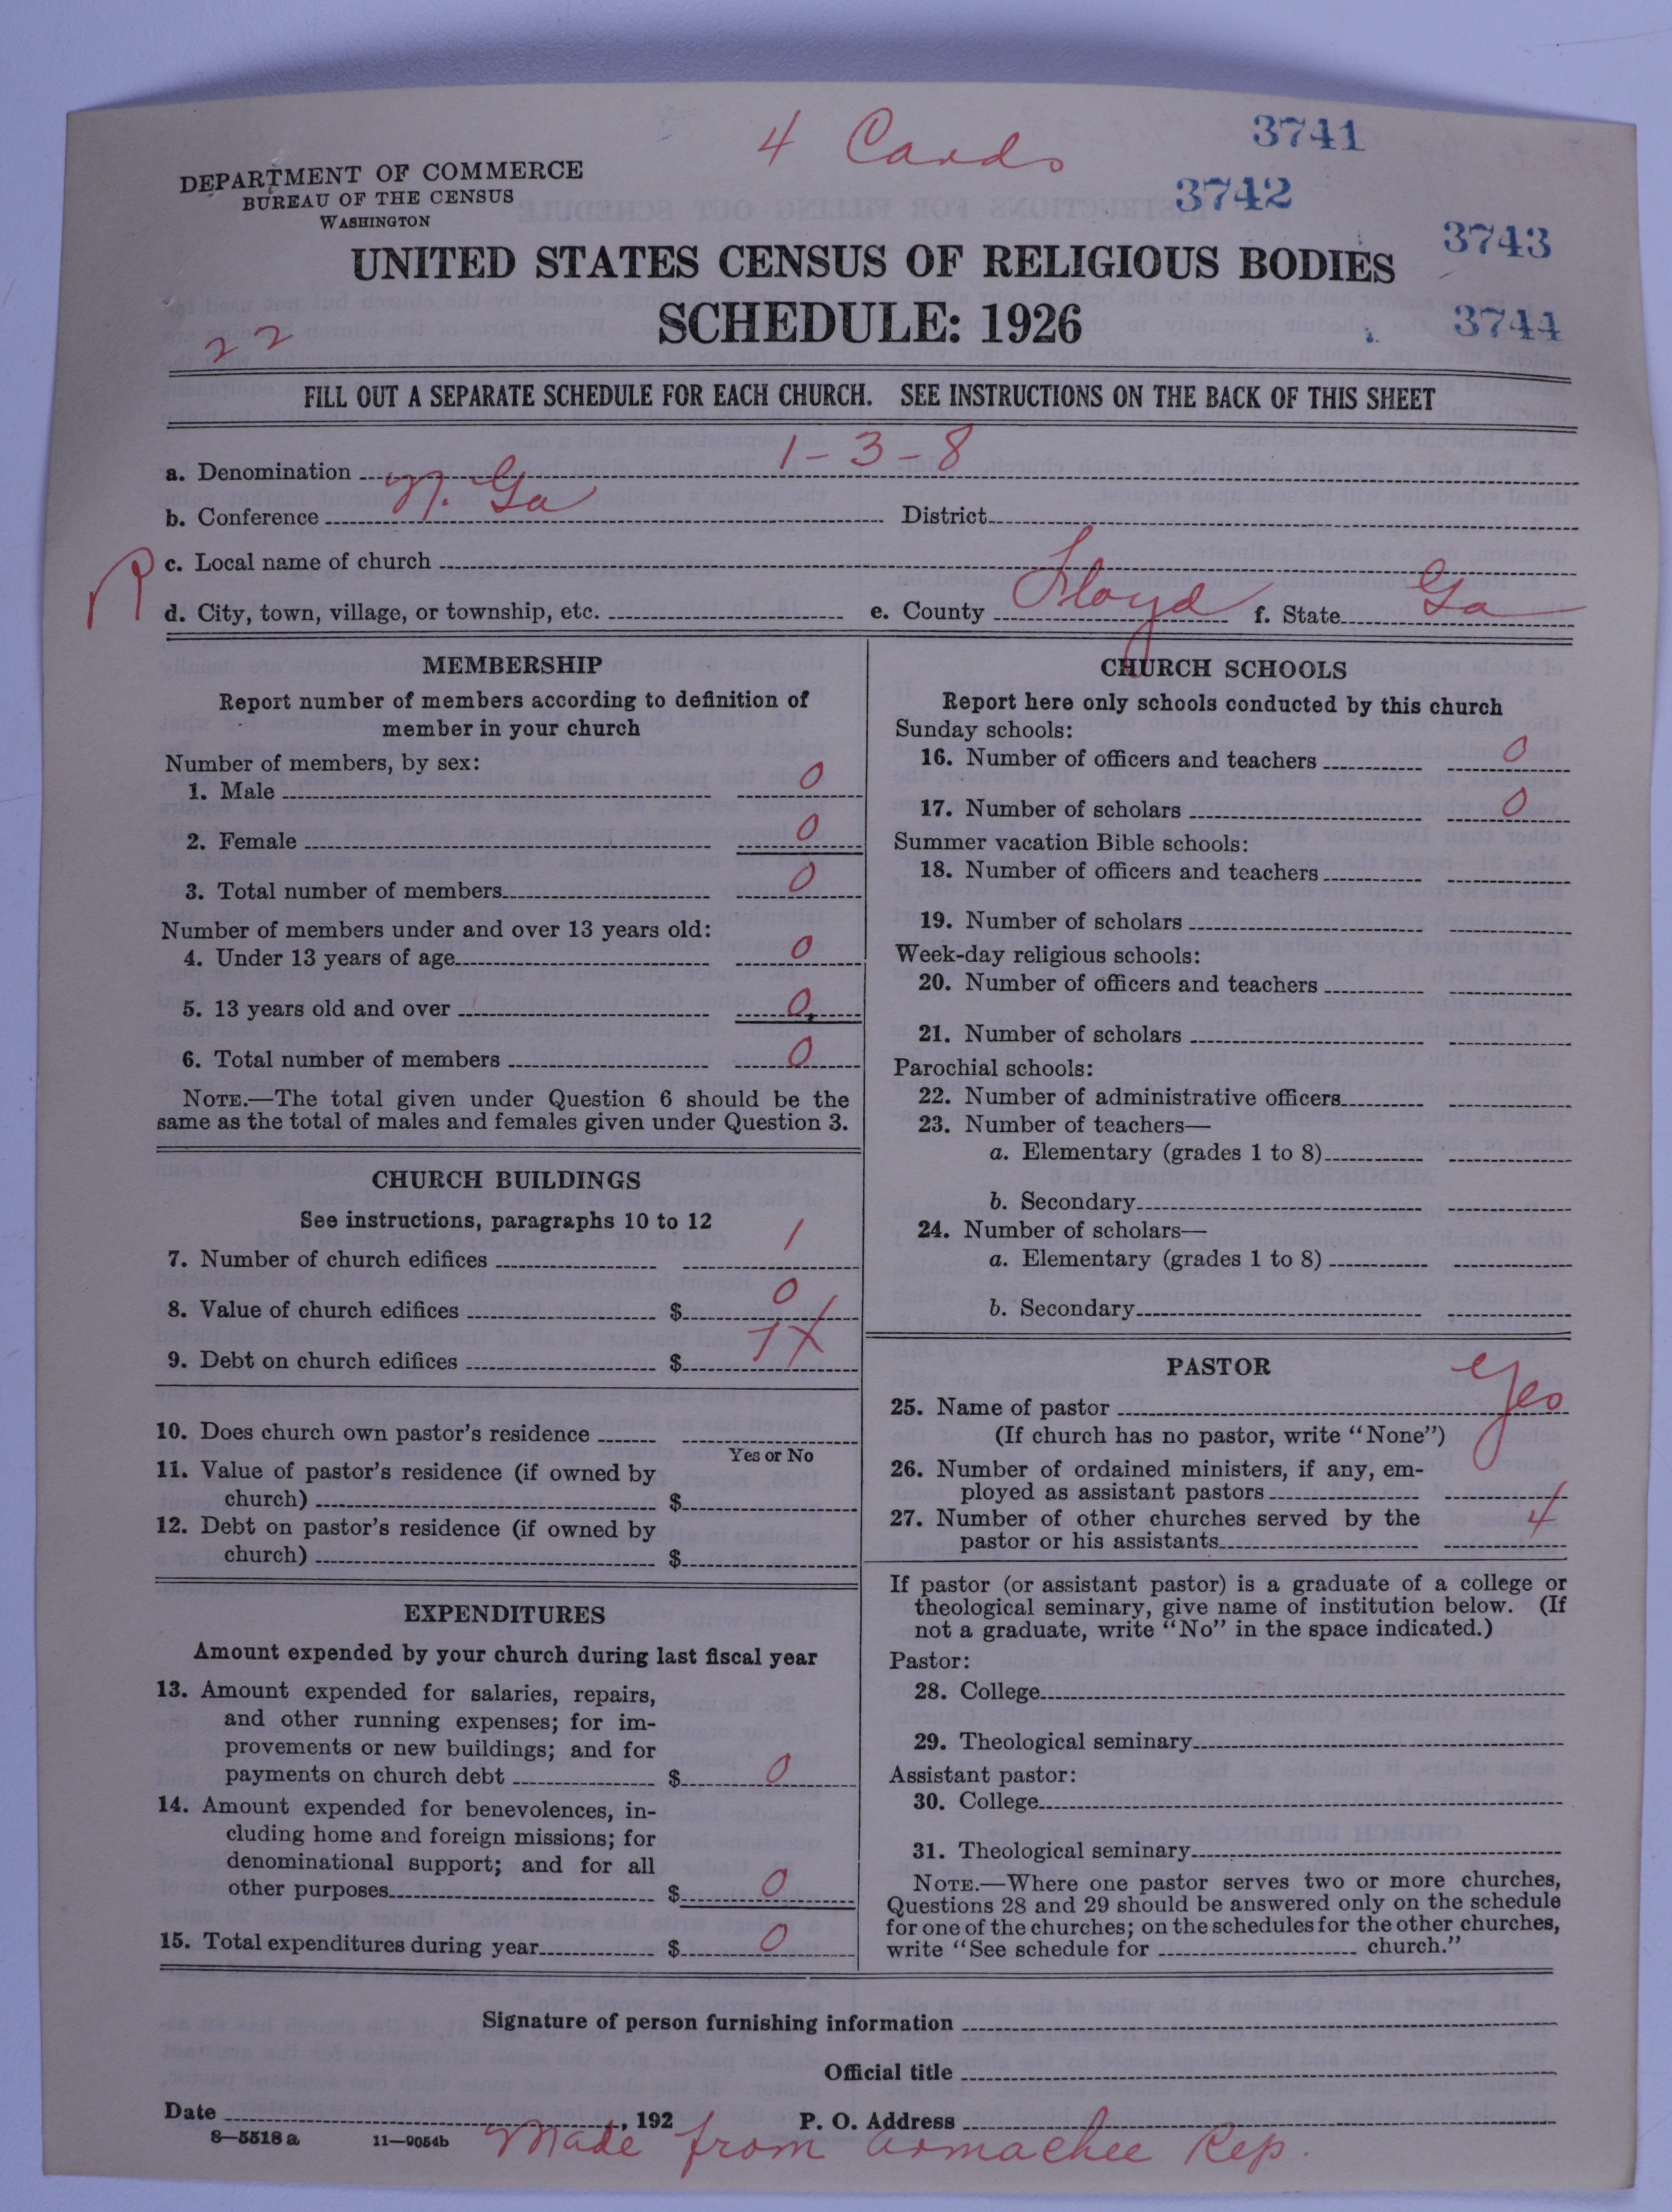 4 Cards
3741
3742
3743
3744
DEPARTMENT OF COMMERCE
BUREAU OF THE CENSUS
WASHINGTON
UNITED STATES CENSUS OF RELIGIOUS BODIES
SCHEDULE: 1926
22
FILL OUT A SEPARATE SCHEDULE FOR EACH CHURCH. SEE INSTRUCTIONS ON THE BACK OF THIS SHEET
a. Denomination 1-3-8
b. Conference N. Ga District
R
c. Local name of church
d. City, town, village, or township, etc. e. County Floyd f. State Ga
MEMBERSHIP
Report number of members according to definition of
member in your church
Number of members, by sex:
1. Male 0
2. Female 0
3. Total number of members 0
Number of members under and over 13 years old:
4. Under 13 years of age 0
5. 13 years old and over 0
6. Total number of members 0
NOTE.—The total given under Question 6 should be the
same as the total of males and females given under Question 3.
CHURCH BUILDINGS
See instructions, paragraphs 10 to 12
7. Number of church edifices 1
8. Value of church edifices $ 0
9. Debt on church edifices $ 7X
10. Does church own pastor's residence
Yes or No
11. Value of pastor's residence (if owned by
church) $
12. Debt on pastor's residence (if owned by
church) $
EXPENDITURES
Amount expended by your church during last fiscal year
13. Amount expended for salaries, repairs,
and other running expenses; for im-
provements or new buildings; and for
payments on church debt $ 0
14. Amount expended for benevolences, in-
cluding home and foreign missions; for
denominational support; and for all
other purposes $ 0
15. Total expenditures during year $ 0
CHURCH SCHOOLS
Report here only schools conducted by this church
Sunday schools:
16. Number of officers and teachers 0
17. Number of scholars 0
Summer vacation Bible schools:
18. Number of officers and teachers
19. Number of scholars
Week-day religious schools:
20. Number of officers and teachers
21. Number of scholars
Parochial schools:
22. Number of administrative officers
23. Number of teachers—
a. Elementary (grades 1 to 8)
b. Secondary
24. Number of scholars—
a. Elementary (grades 1 to 8)
b. Secondary
PASTOR
25. Name of pastor Yes
(If church has no pastor, write "None")
26. Number of ordained ministers, if any, em-
ployed as assistant pastors
27. Number of other churches served by the
pastor or his assistants 4
If pastor (or assistant pastor) is a graduate of a college or
theological seminary, give name of institution below. (If
not a graduate, write "No" in the space indicated.)
Pastor:
28. College
29. Theological seminary
Assistant pastor:
30. College
31. Theological seminary
NOTE.—Where one pastor serves two or more churches,
Questions 28 and 29 should be answered only on the schedule
for one of the churches; on the schedules for the other churches,
write "See schedule for church."
Signature of person furnishing information
Official title
Date , 192 P. O. Address
8—5518 a 11—9054b
Made from Armachee Rep.